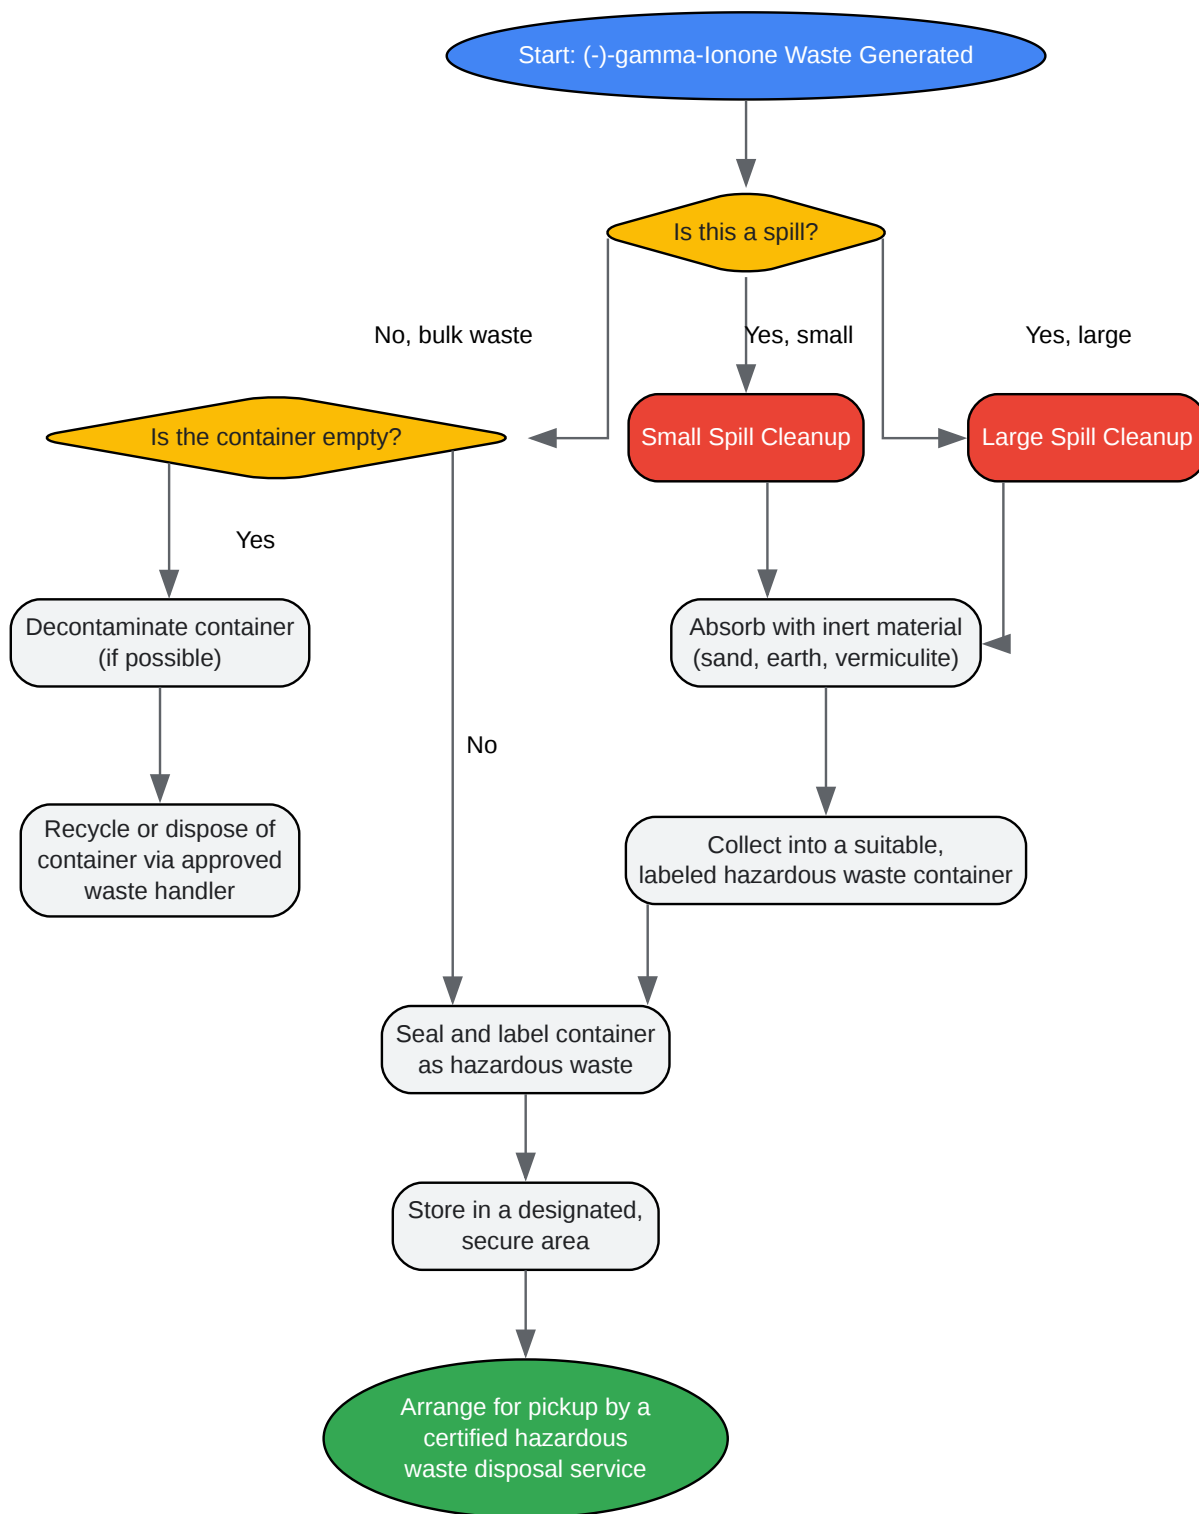 Start: (-)-gamma-Ionone Waste Generated
Is this a spill?
No, bulk waste
Yes, small
Yes, large
Is the container empty?
Small Spill Cleanup
Large Spill Cleanup
Yes
Decontaminate container
(if possible)
Absorb with inert material
(sand, earth, vermiculite)
No
Recycle or dispose of
container via approved
waste handler
Collect into a suitable,
labeled hazardous waste container
Seal and label container
as hazardous waste
Store in a designated,
secure area
Arrange for pickup by a
certified hazardous
waste disposal service